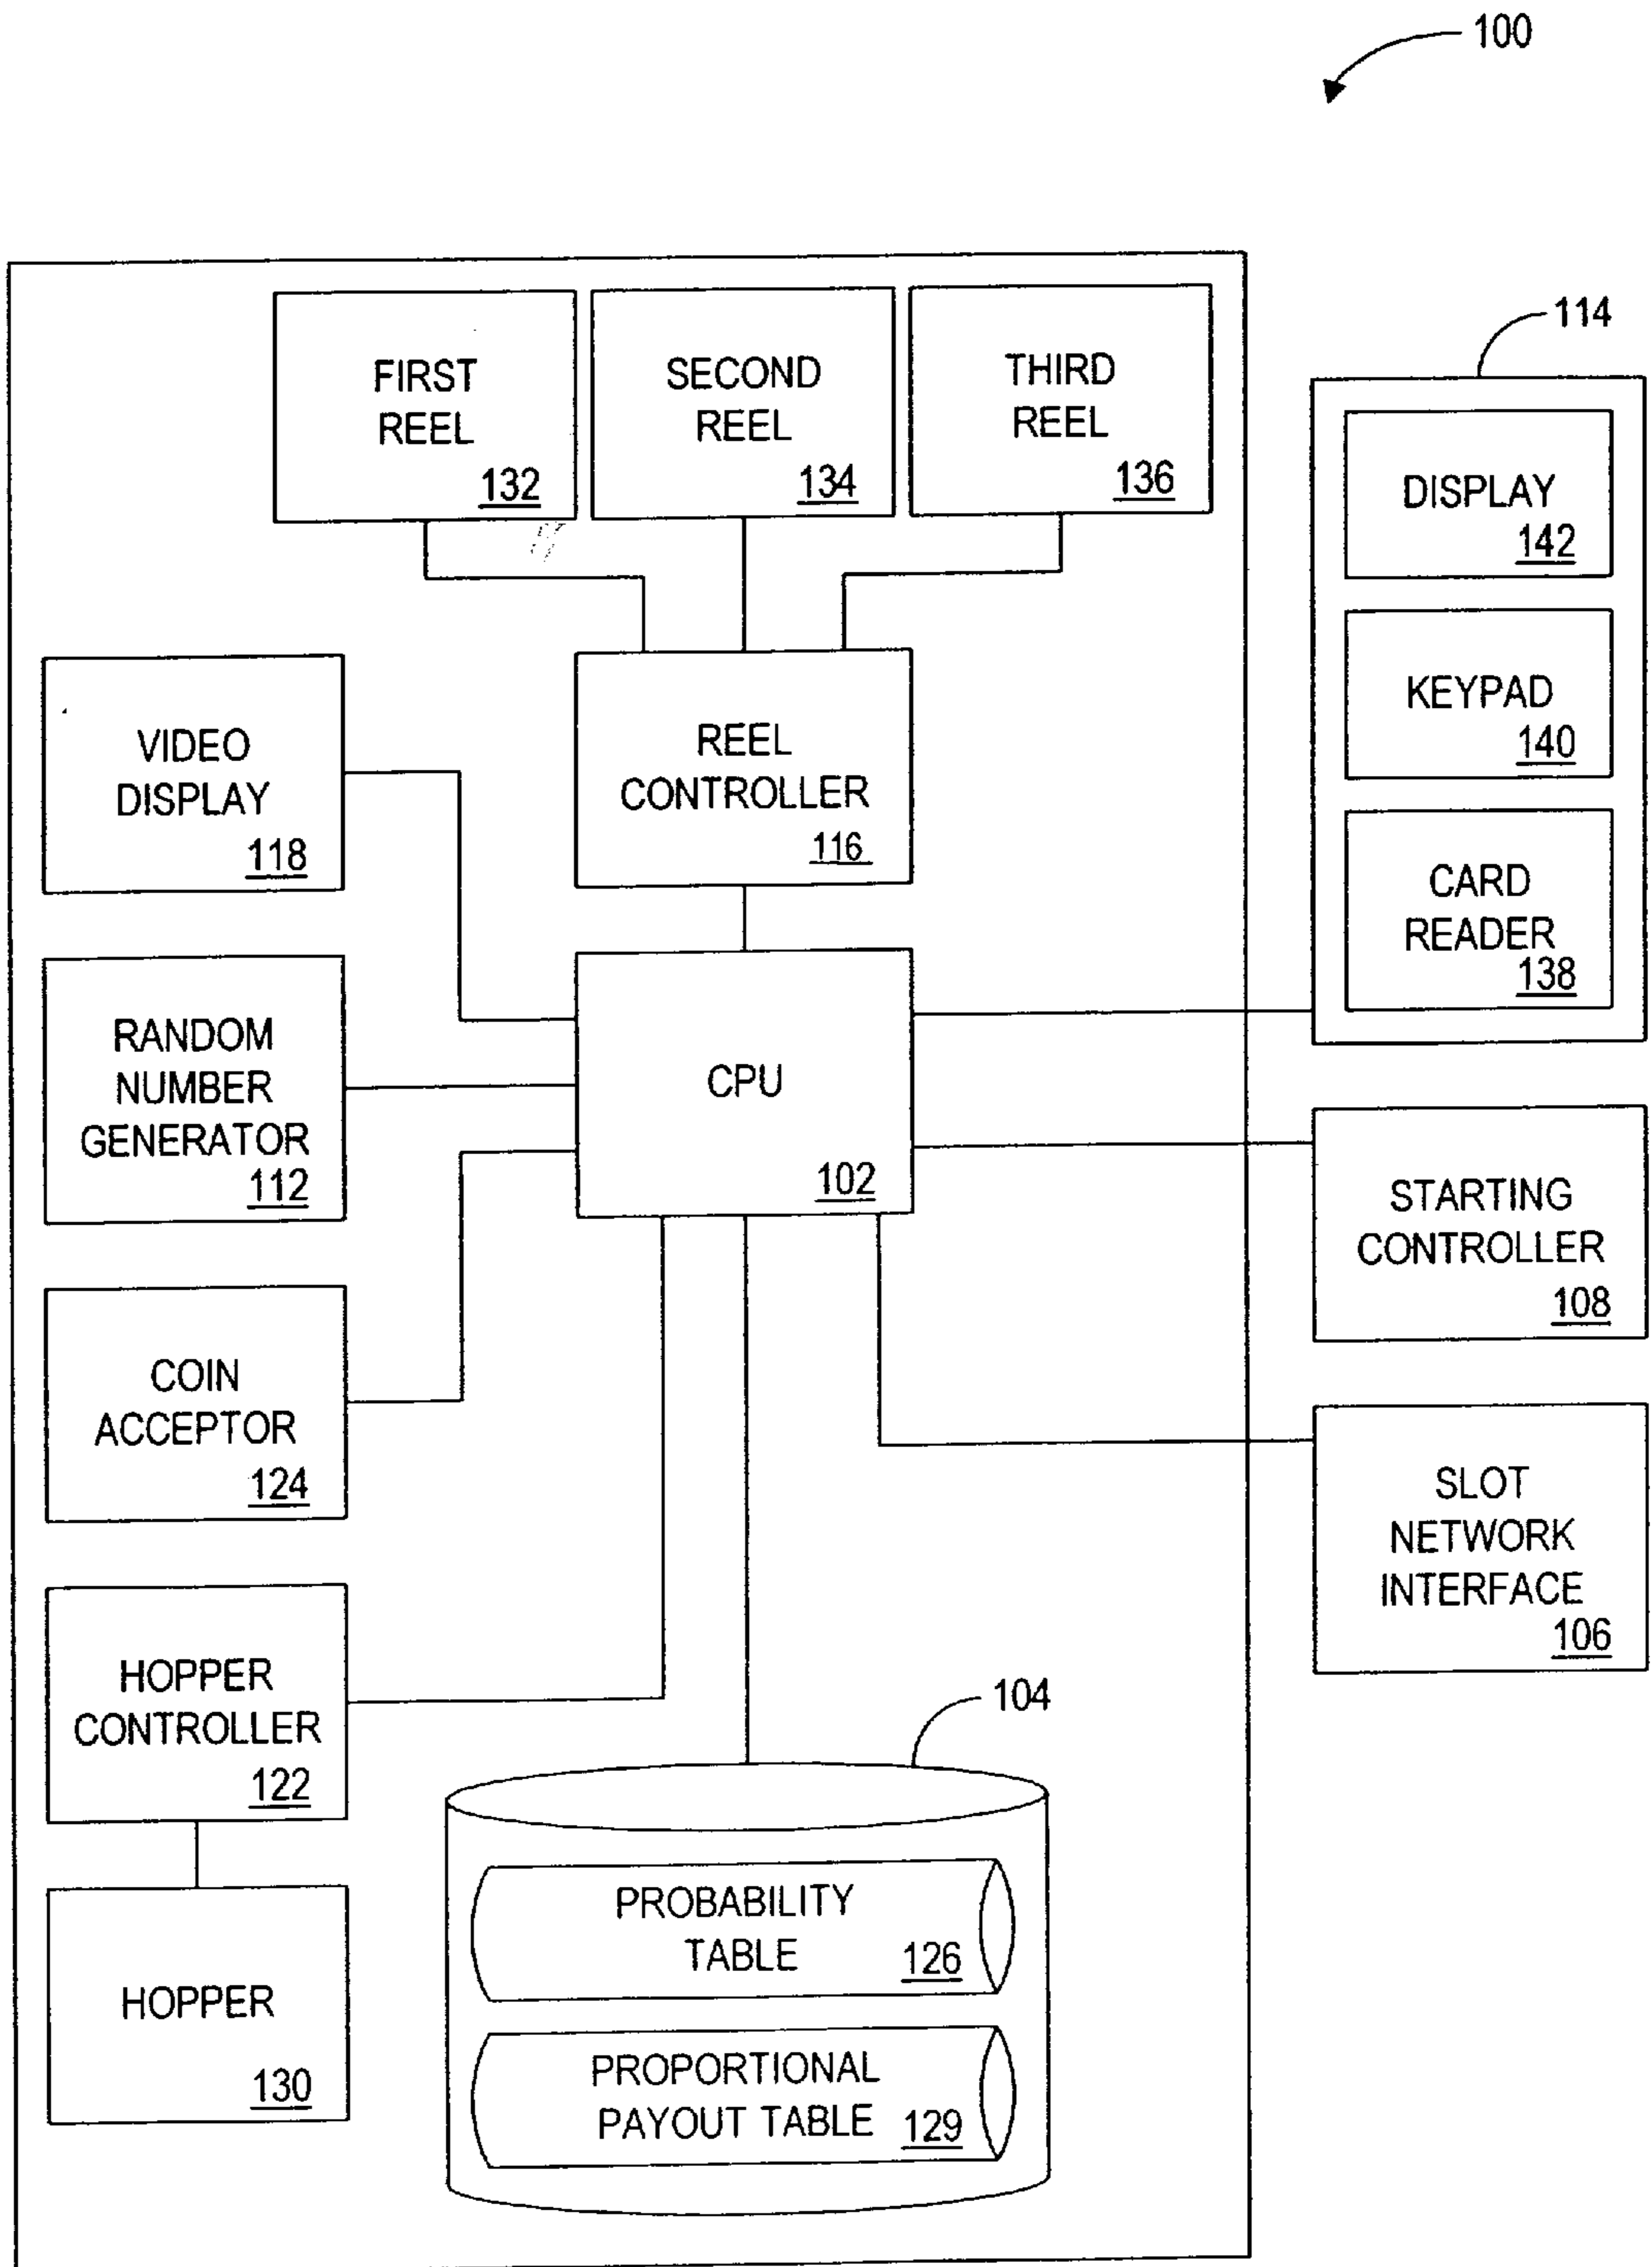 100
FIRST
REEL
132
SECOND
REEL
134
THIRD
REEL
136
114
DISPLAY
142
KEYPAD
140
CARD
READER
138
VIDEO
DISPLAY
118
REEL
CONTROLLER
116
RANDOM
NUMBER
GENERATOR
112
CPU
102
STARTING
CONTROLLER
108
COIN
ACCEPTOR
124
SLOT
NETWORK
INTERFACE
106
HOPPER
CONTROLLER
122
104
HOPPER
130
PROBABILITY
TABLE
126
PROPORTIONAL
PAYOUT TABLE
129